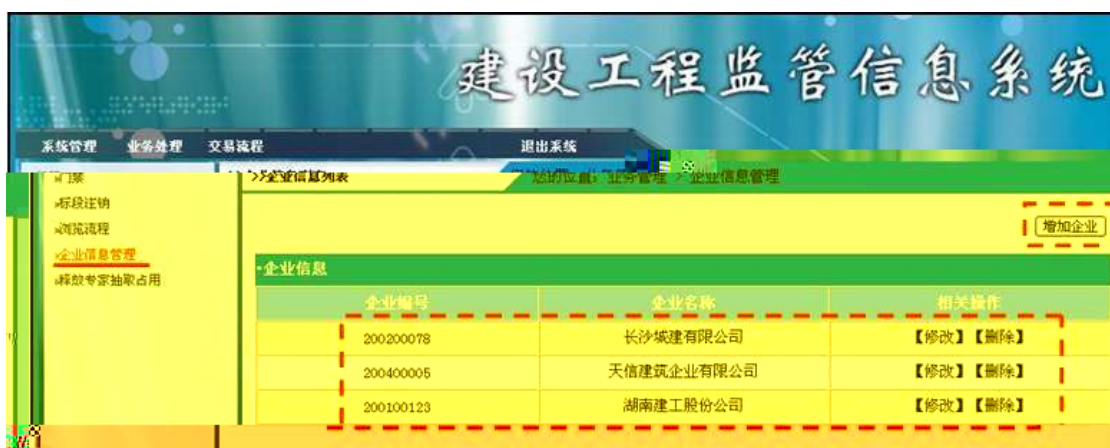 建设工程监管信息系统
系统管理 业务处理 交易流程 退出系统
>>企业信息列表 您的位置: 业务管理 > 企业信息管理
»标段注销
»浏览流程
增加企业
»企业信息管理
»释放专家抽取占用
•企业信息
企业编号 企业名称 相关操作
200200078 长沙城建有限公司 【修改】【删除】
200400005 天信建筑企业有限公司 【修改】【删除】
200100123 湖南建工股份公司 【修改】【删除】